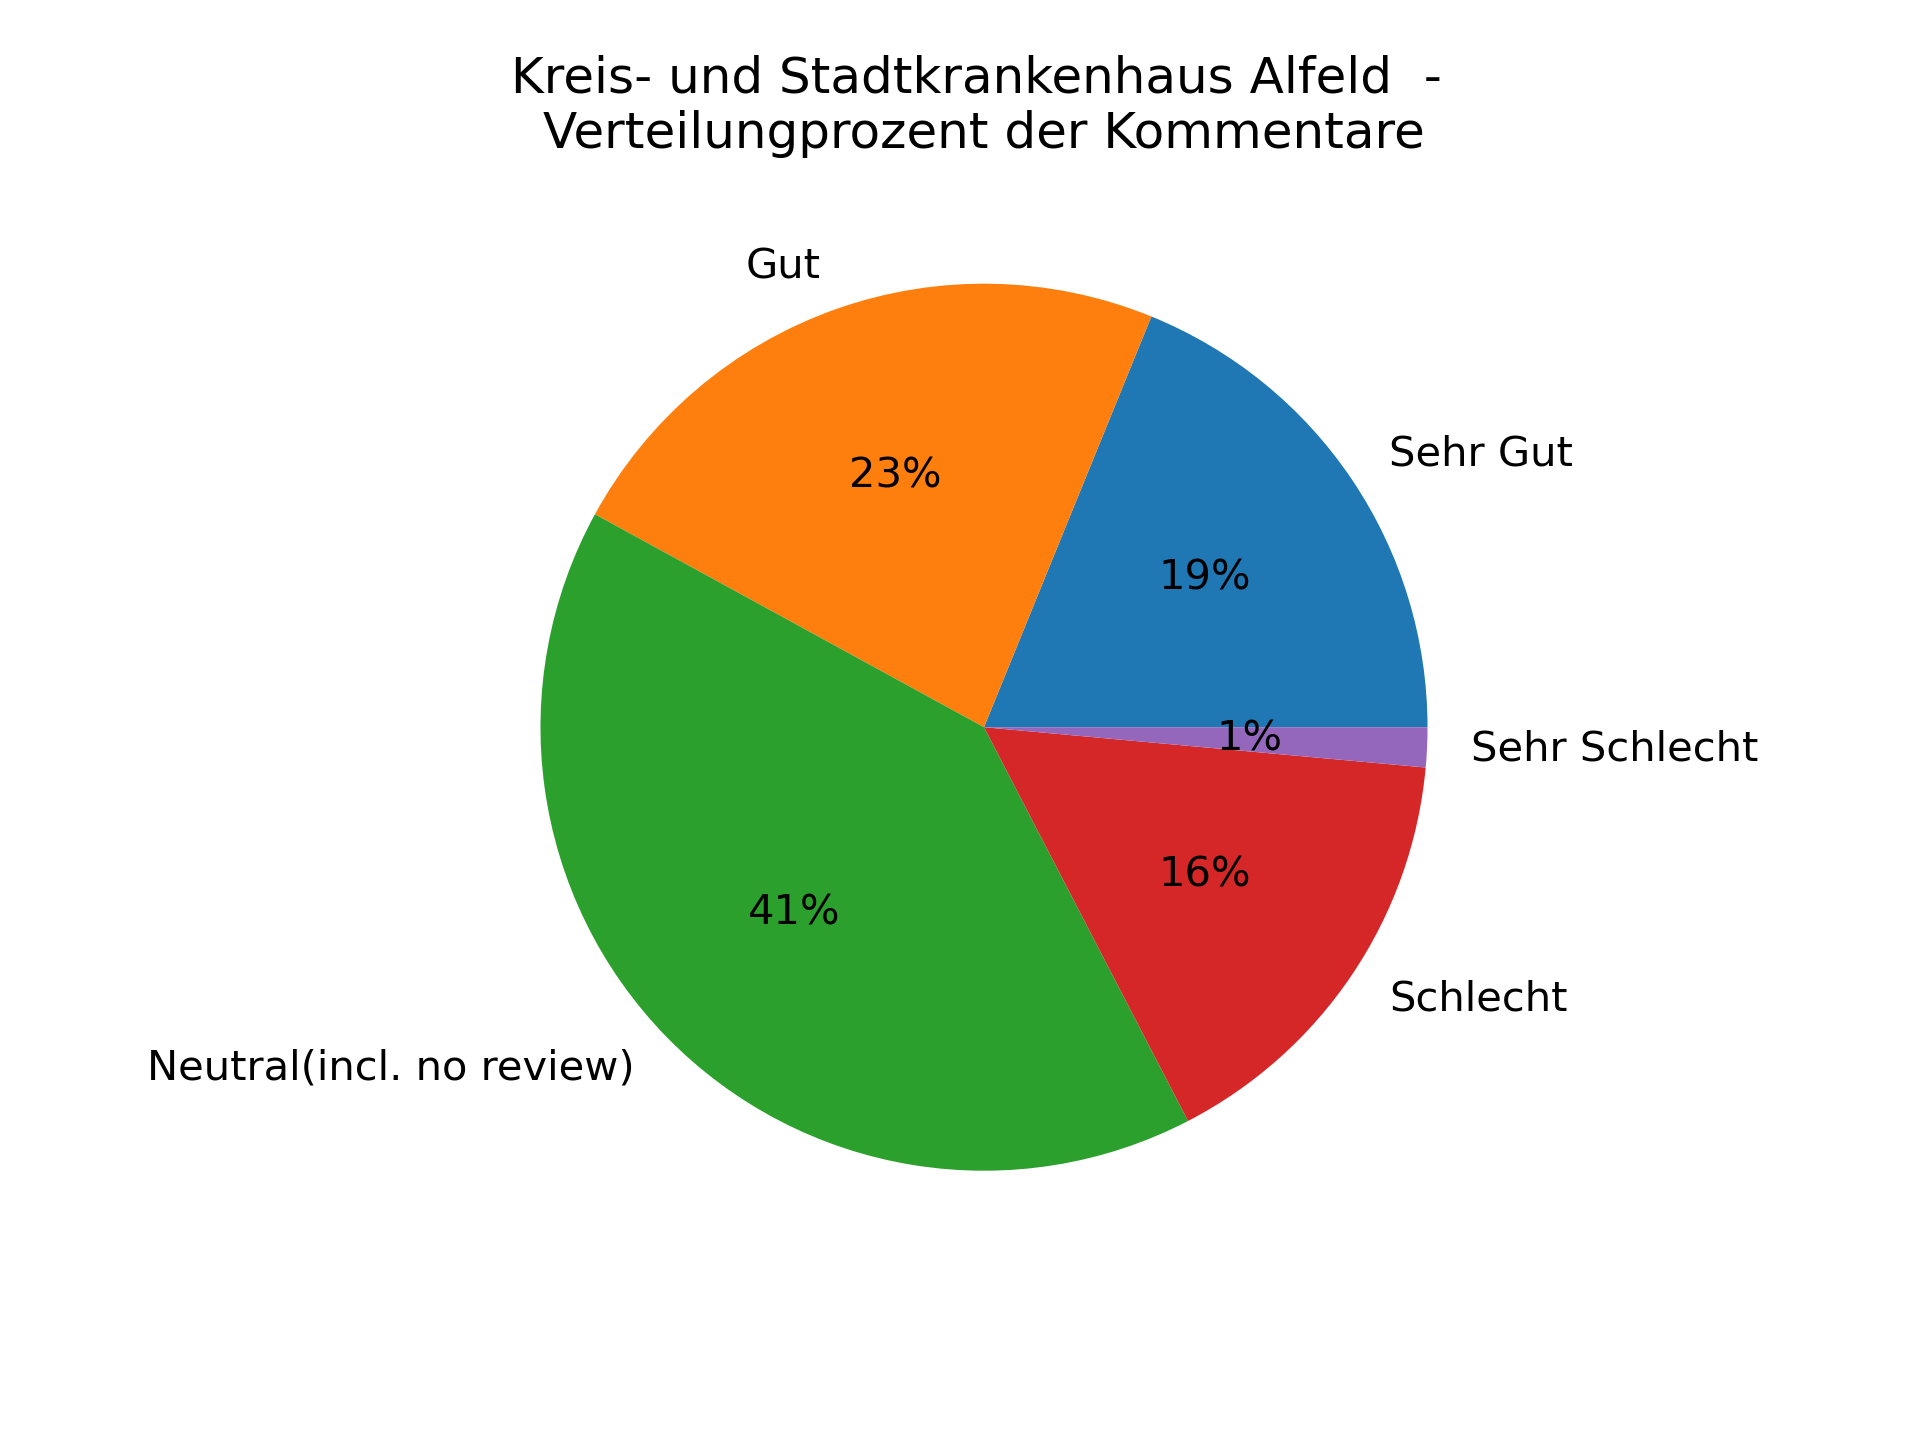 Kreis- und Stadtkrankenhaus Alfeld  -
Verteilungprozent der Kommentare
Gut
Sehr Gut
23%
19%
1%
Sehr Schlecht
16%
41%
Schlecht
Neutral(incl. no review)